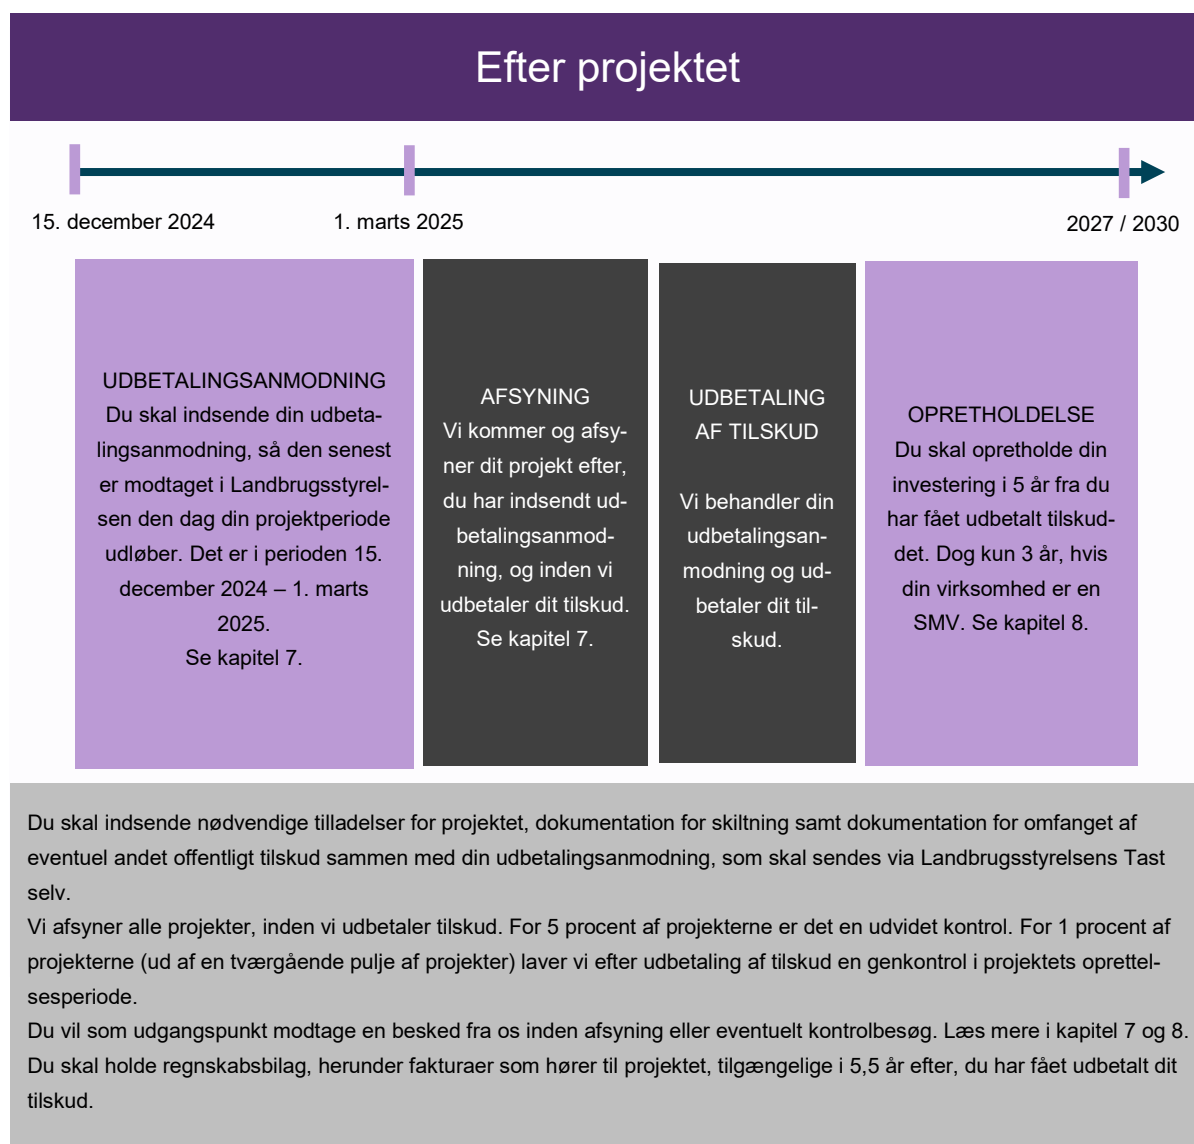 Efter projektet
15. december 2024
1. marts 2025
2027 / 2030
UDBETALINGSANMODNING
Du skal indsende din udbeta-
lingsanmodning, så den senest
er modtaget i Landbrugsstyrel-
sen den dag din projektperiode
udløber. Det er i perioden 15.
december 2024 – 1. marts
2025.
Se kapitel 7.
AFSYNING
Vi kommer og afsy-
ner dit projekt efter,
du har indsendt ud-
betalingsanmod-
ning, og inden vi
udbetaler dit tilskud.
Se kapitel 7.
UDBETALING
AF TILSKUD
Vi behandler din
udbetalingsan-
modning og ud-
betaler dit til-
skud.
OPRETHOLDELSE
Du skal opretholde din
investering i 5 år fra du
har fået udbetalt tilskud-
det. Dog kun 3 år, hvis
din virksomhed er en
SMV. Se kapitel 8.
Du skal indsende nødvendige tilladelser for projektet, dokumentation for skiltning samt dokumentation for omfanget af
eventuel andet offentligt tilskud sammen med din udbetalingsanmodning, som skal sendes via Landbrugsstyrelsens Tast
selv.
Vi afsyner alle projekter, inden vi udbetaler tilskud. For 5 procent af projekterne er det en udvidet kontrol. For 1 procent af
projekterne (ud af en tværgående pulje af projekter) laver vi efter udbetaling af tilskud en genkontrol i projektets oprettel-
sesperiode.
Du vil som udgangspunkt modtage en besked fra os inden afsyning eller eventuelt kontrolbesøg. Læs mere i kapitel 7 og 8.
Du skal holde regnskabsbilag, herunder fakturaer som hører til projektet, tilgængelige i 5,5 år efter, du har fået udbetalt dit
tilskud.